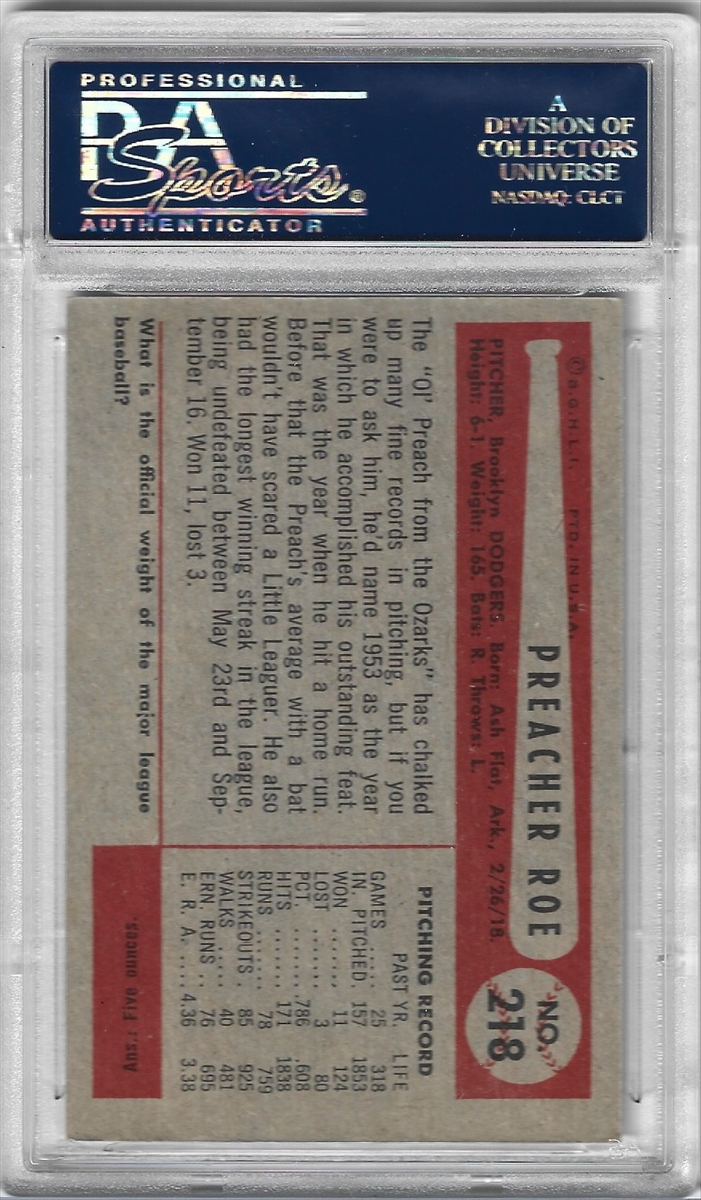 PROFESSIONAL
PSA
Sports®
AUTHENTICATOR
A
DIVISION OF
COLLECTORS
UNIVERSE
NASDAQ: CLCT
© B.G.H.L.I. PTD. IN U.S.A.
PREACHER ROE
NO.
218
PITCHER, Brooklyn DODGERS. Born: Ash Flat, Ark., 2/26/18.
Height: 6-1. Weight: 165. Bats: R. Throws: L.
The "Ol' Preach from the Ozarks" has chalked
up many fine records in pitching, but if you
were to ask him, he'd name 1953 as the year
in which he accomplished his outstanding feat.
That was the year when he hit a home run.
Before that the Preach's average with a bat
wouldn't have scared a Little Leaguer. He also
had the longest winning streak in the league,
being undefeated between May 23rd and Sep-
tember 16. Won 11, lost 3.
PITCHING RECORD
PAST YR. LIFE
GAMES ..... 25 318
IN. PITCHED 157 1853
WON ....... 11 124
LOST ....... 3 80
PCT. ....... .786 .608
HITS ....... 171 1838
RUNS ....... 78 759
STRIKEOUTS . 85 925
WALKS ..... 40 481
ERN. RUNS .. 76 695
E. R. A. .... 4.36 3.38
What is the official weight of the major league
baseball?
Ans.: Five ounces.